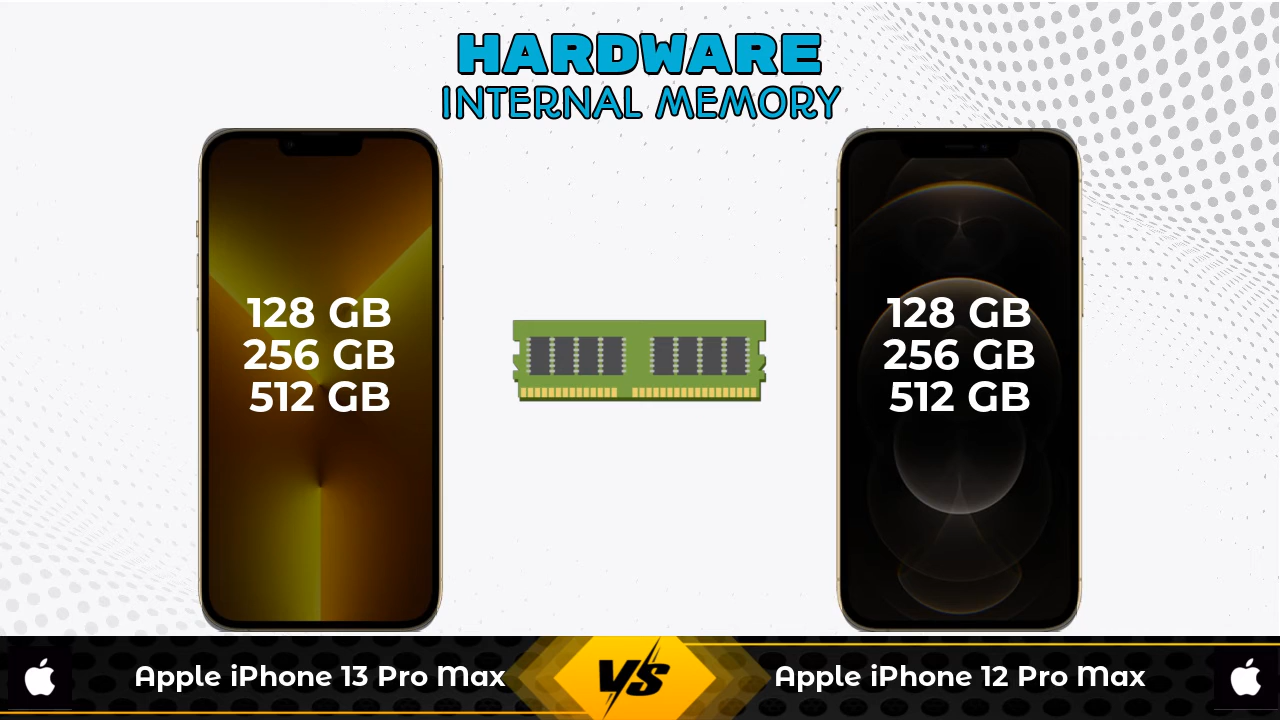 HARDWARE
INTERNAL MEMORY
128 GB
256 GB
512 GB
128 GB
256 GB
512 GB
Apple iPhone 13 Pro Max
VS
Apple iPhone 12 Pro Max